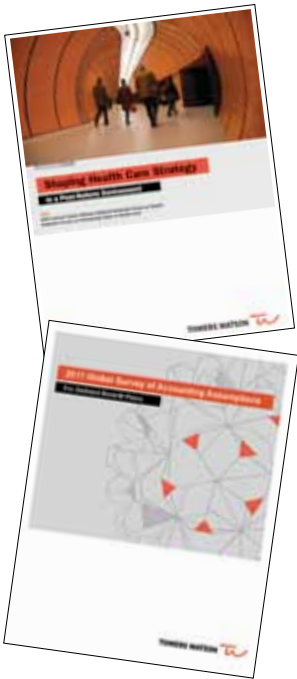 Shaping Health Care Strategy
In a Post-Reform Environment
TOWERS WATSON
2011 Global Survey of Accounting Assumptions
for Defined Benefit Plans
TOWERS WATSON